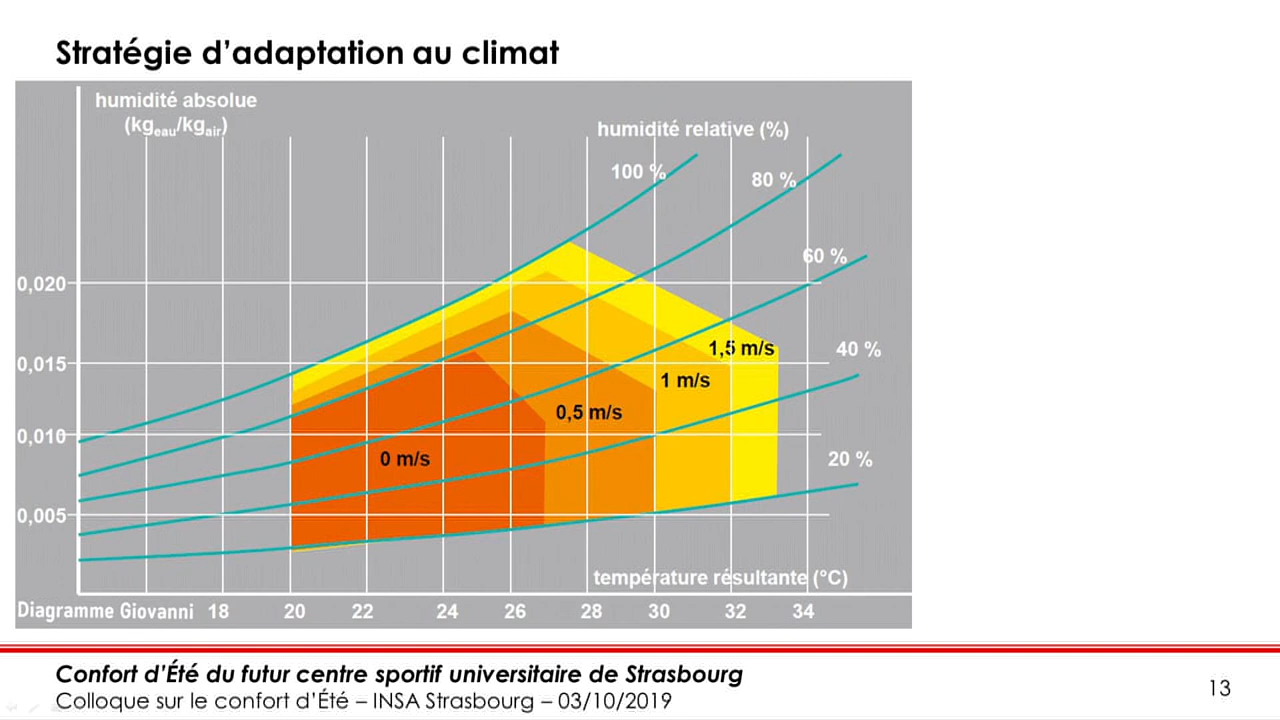 Stratégie d’adaptation au climat
humidité absolue
(kgeau/kgair)
humidité relative (%)
100 %
80 %
60 %
0,020
1,5 m/s
40 %
0,015
1 m/s
0,5 m/s
0,010
0 m/s
20 %
0,005
température résultante (°C)
Diagramme Giovanni 18 20 22 24 26 28 30 32 34
Confort d’Été du futur centre sportif universitaire de Strasbourg
Colloque sur le confort d’Été – INSA Strasbourg – 03/10/2019
13